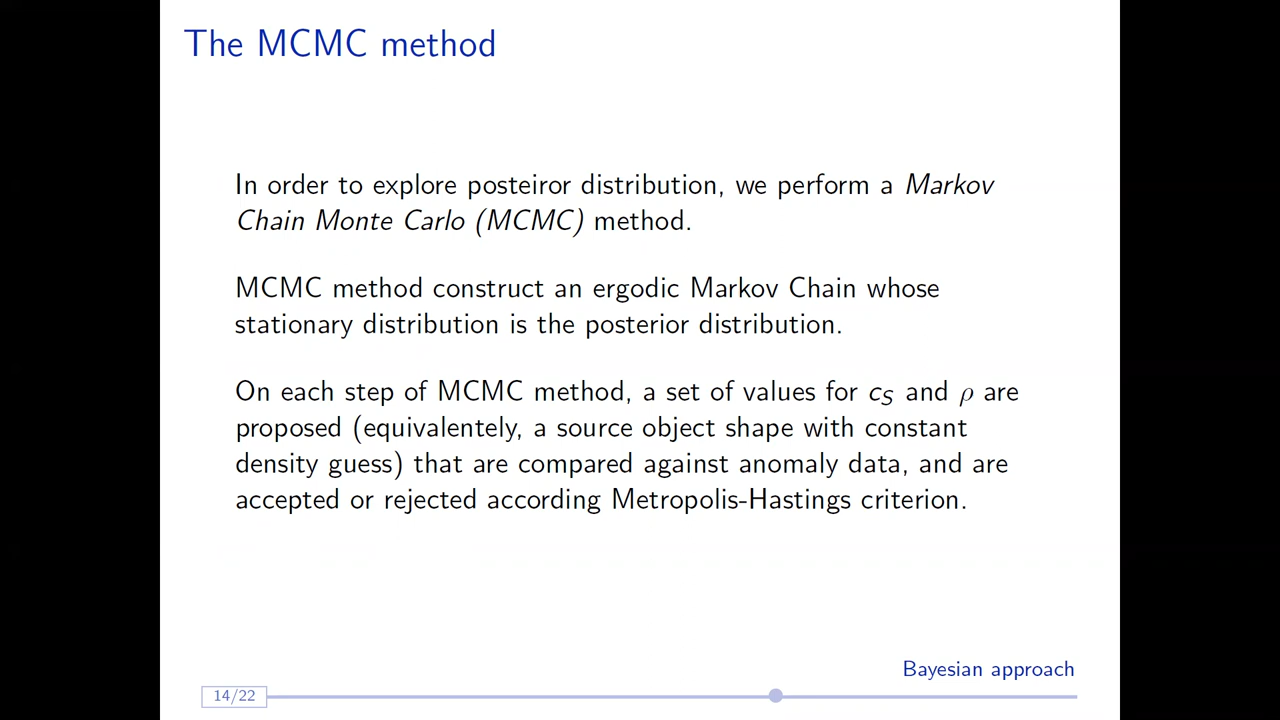 The MCMC method
In order to explore posteiror distribution, we perform a Markov
Chain Monte Carlo (MCMC) method.
MCMC method construct an ergodic Markov Chain whose
stationary distribution is the posterior distribution.
On each step of MCMC method, a set of values for c_S and ρ are
proposed (equivalentely, a source object shape with constant
density guess) that are compared against anomaly data, and are
accepted or rejected according Metropolis-Hastings criterion.
Bayesian approach
14/22